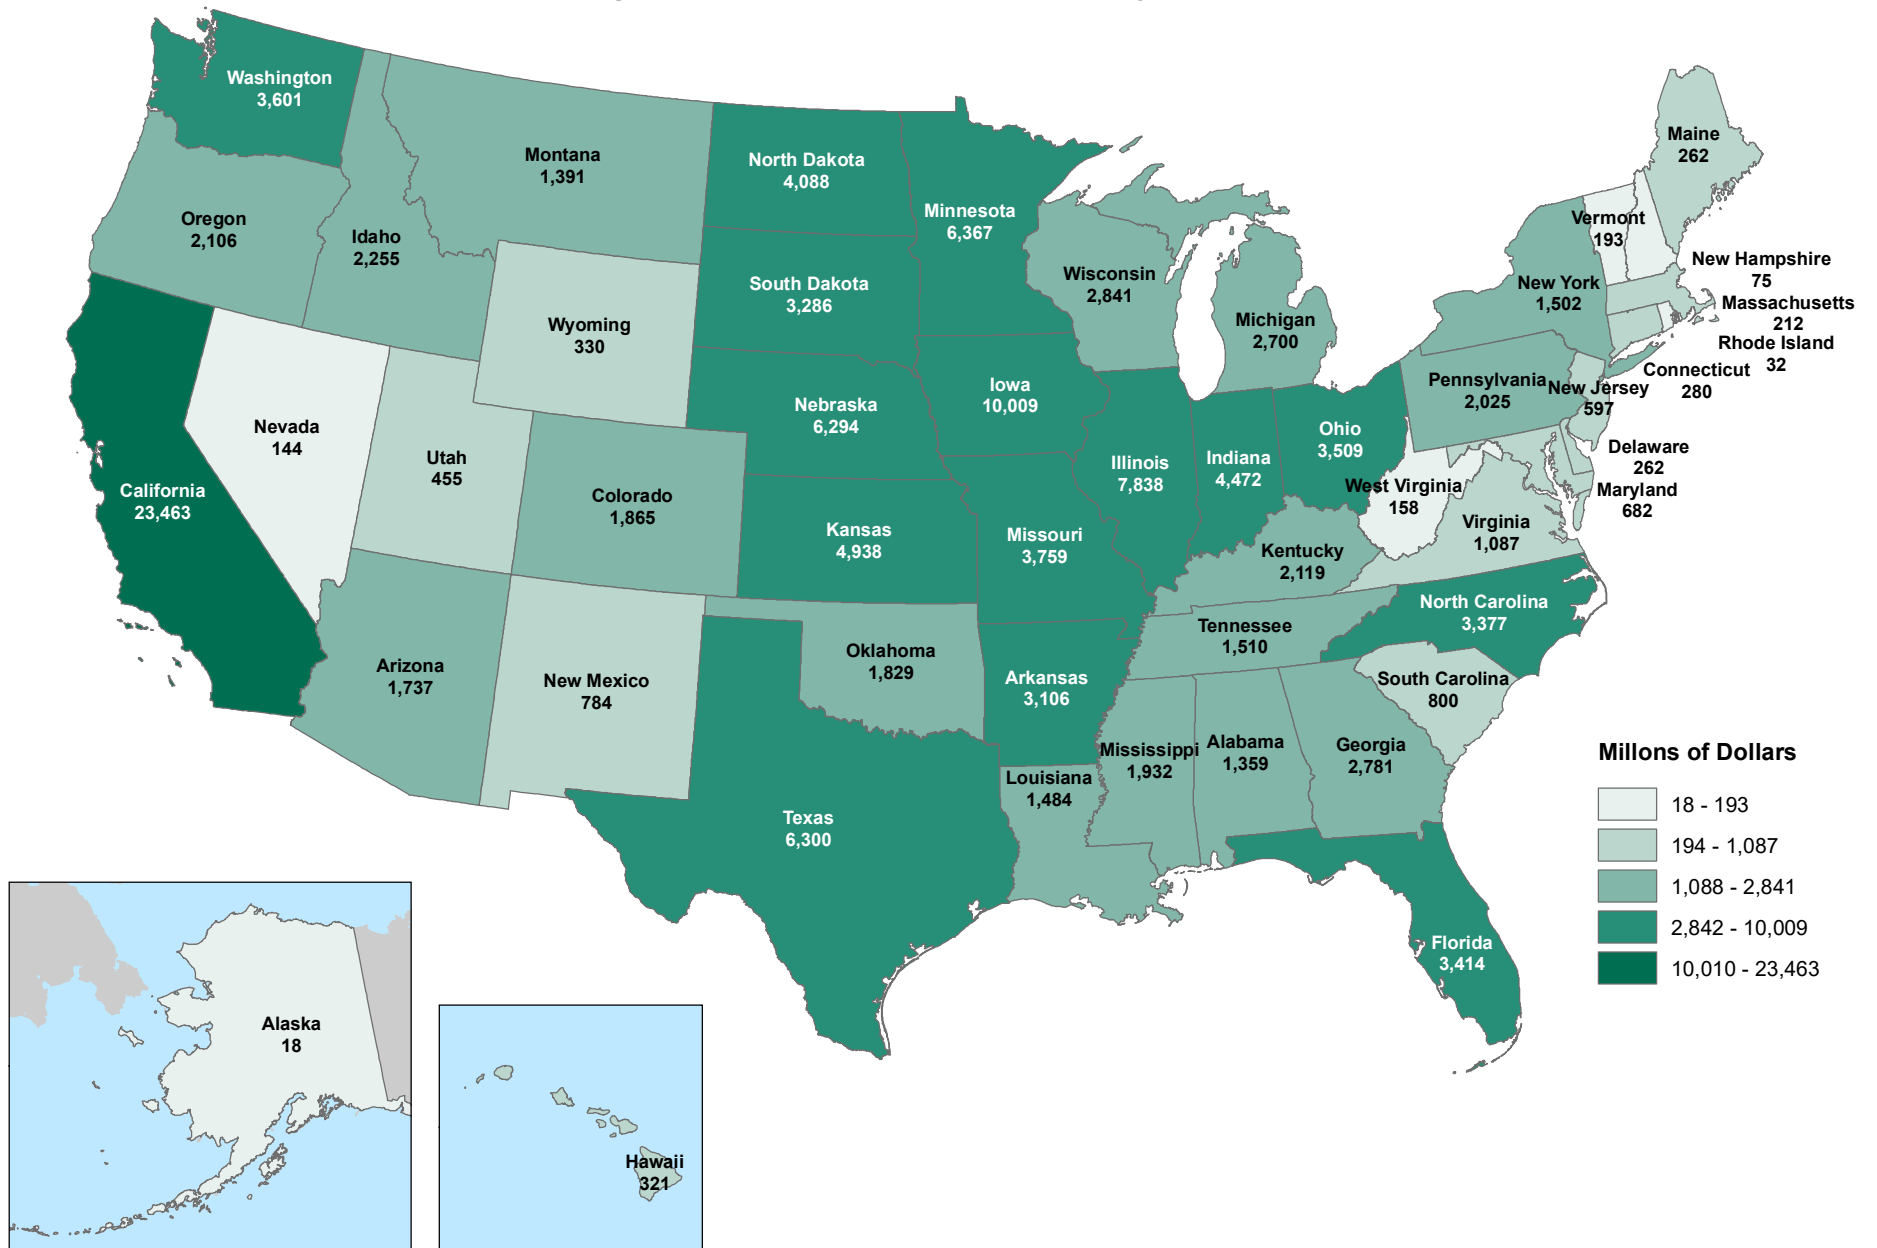 Washington
3,601
Montana
1,391
North Dakota
4,088
Minnesota
6,367
Maine
262
Oregon
2,106
Idaho
2,255
South Dakota
3,286
Wisconsin
2,841
Michigan
2,700
Vermont
193
New Hampshire
75
New York
1,502
Massachusetts
212
Rhode Island
32
Connecticut
280
Wyoming
330
Iowa
10,009
Nebraska
6,294
Pennsylvania
2,025
New Jersey
597
Nevada
144
Utah
455
Colorado
1,865
Illinois
7,838
Indiana
4,472
Ohio
3,509
Delaware
262
Maryland
682
West Virginia
158
Virginia
1,087
California
23,463
Kansas
4,938
Missouri
3,759
Kentucky
2,119
North Carolina
3,377
Tennessee
1,510
Arizona
1,737
New Mexico
784
Oklahoma
1,829
Arkansas
3,106
South Carolina
800
Mississippi
1,932
Alabama
1,359
Georgia
2,781
Louisiana
1,484
Texas
6,300
Florida
3,414
Alaska
18
Hawaii
321
Millons of Dollars
18 - 193
194 - 1,087
1,088 - 2,841
2,842 - 10,009
10,010 - 23,463